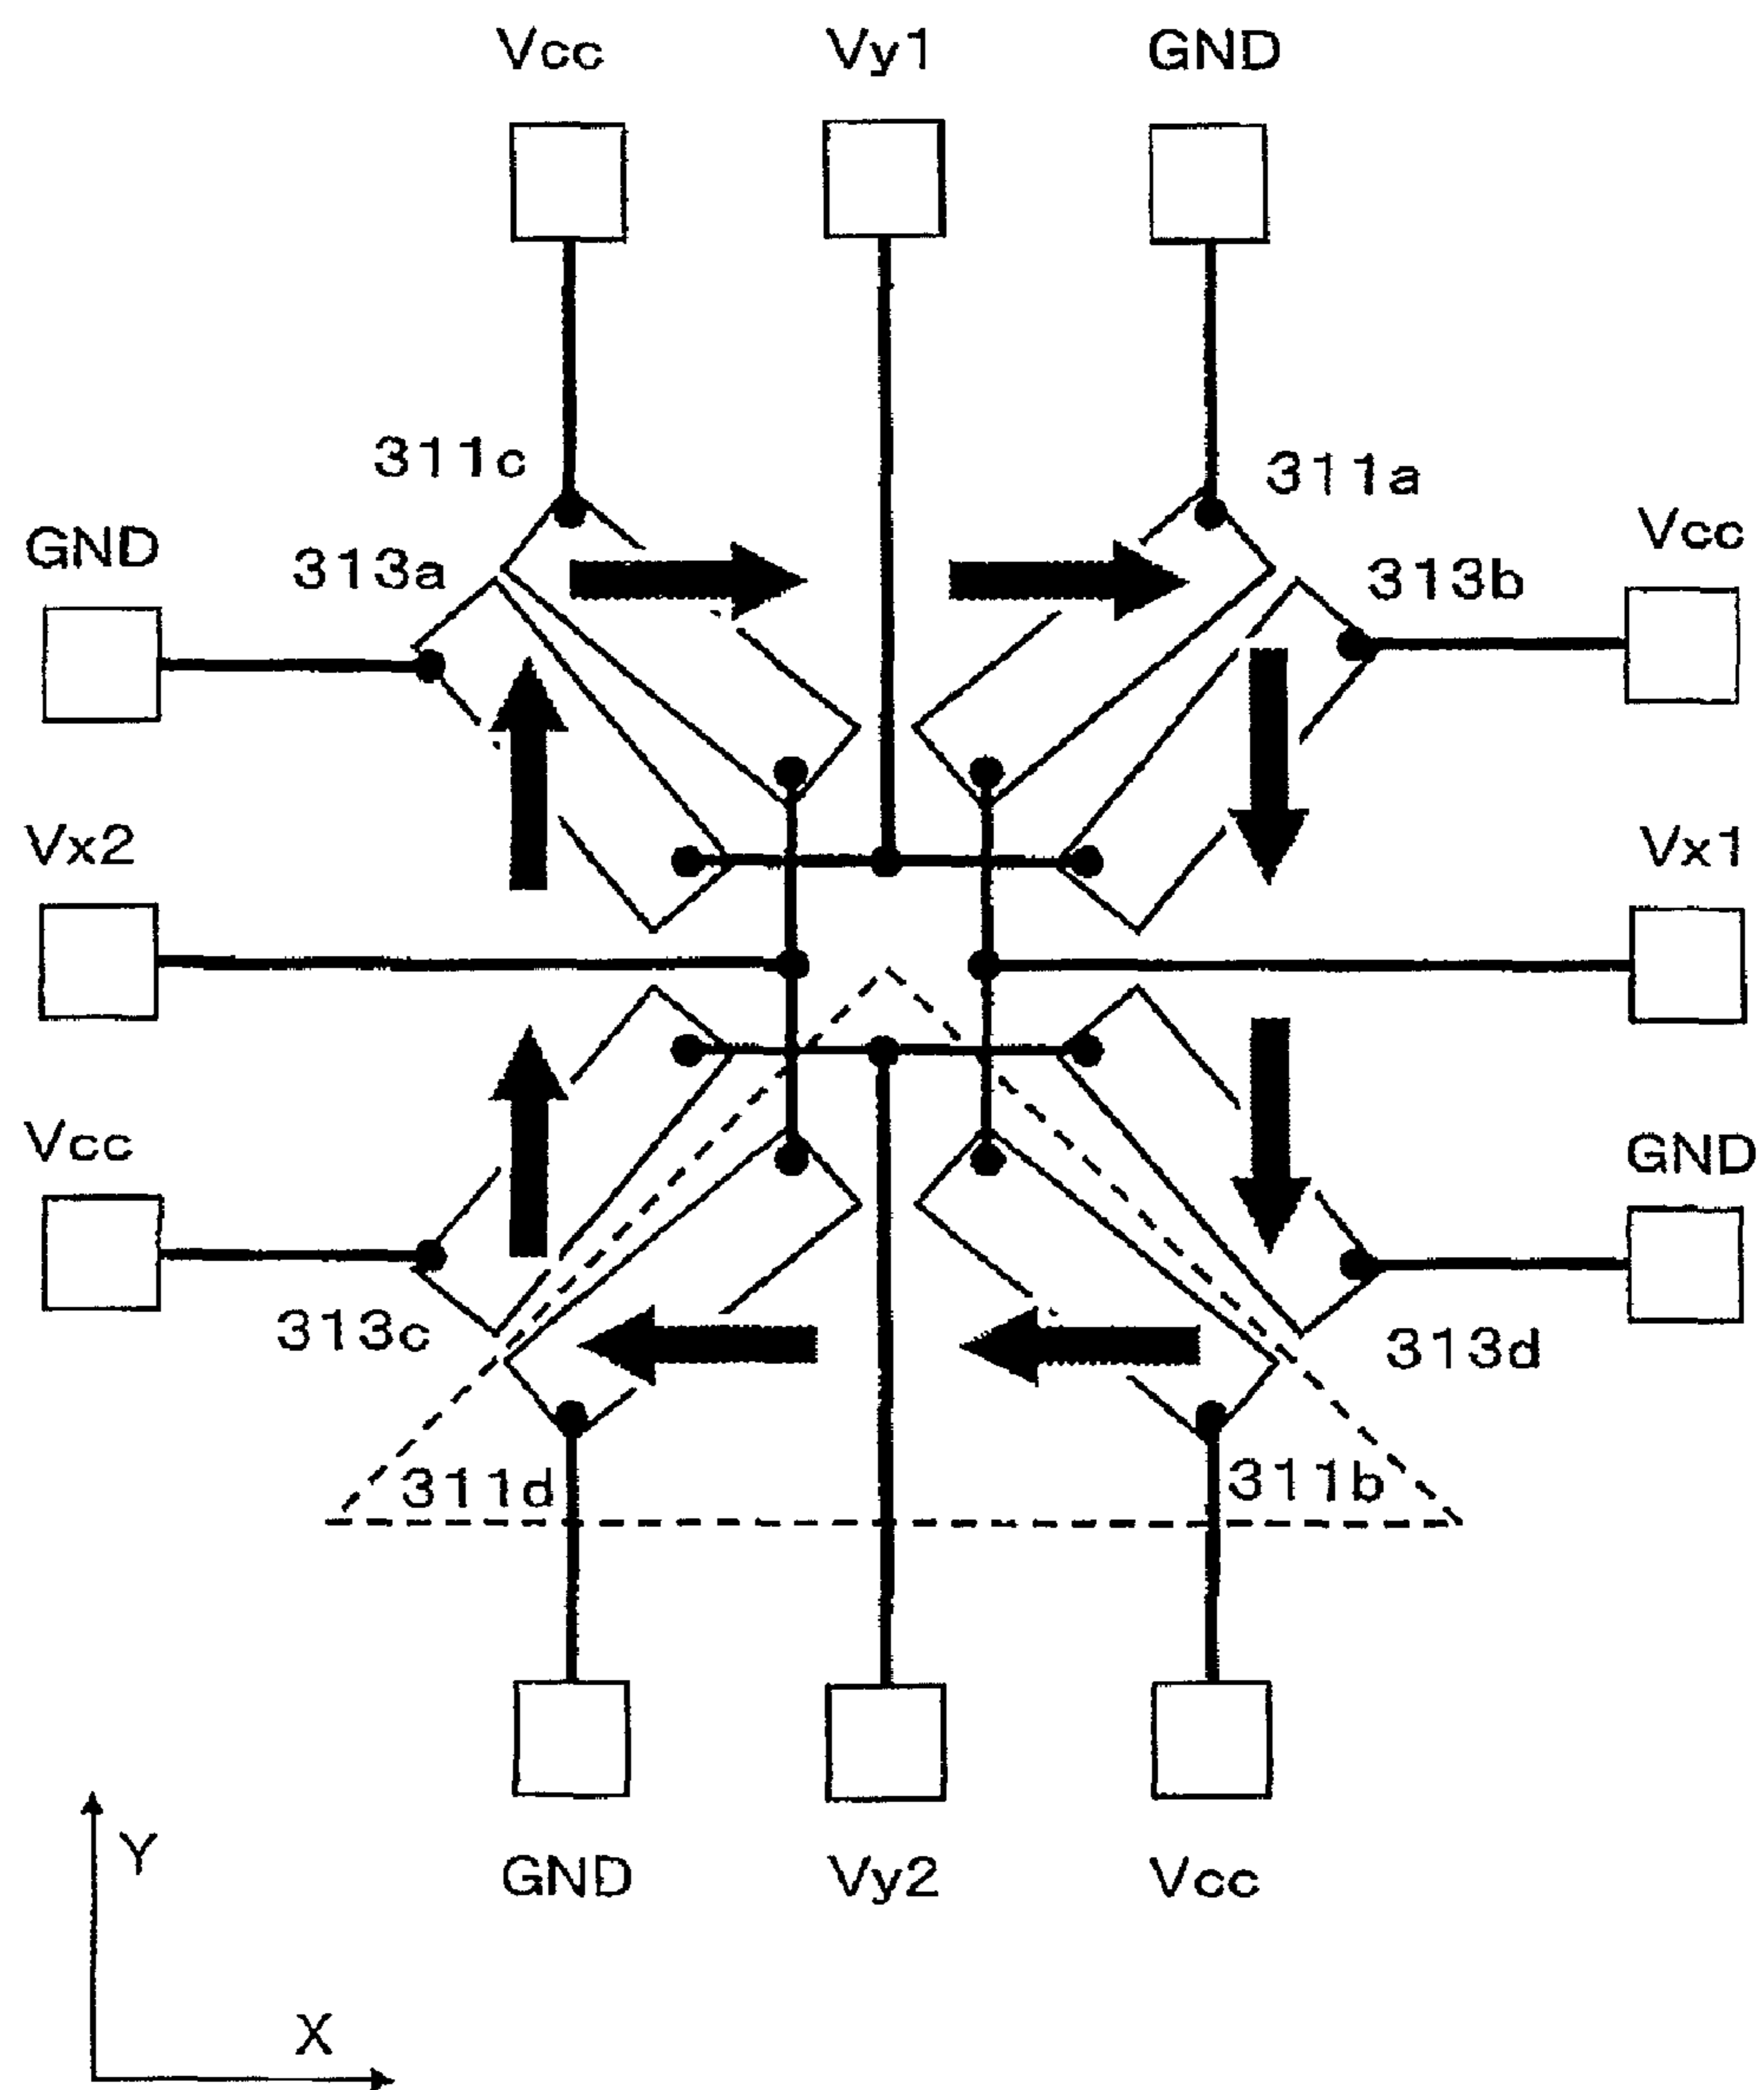 Vcc Vy1 GND
311c 311a
GND 313a 313b Vcc
Vx2 Vx1
Vcc GND
313c 313d
311d 311b
GND Vy2 Vcc
Y
X